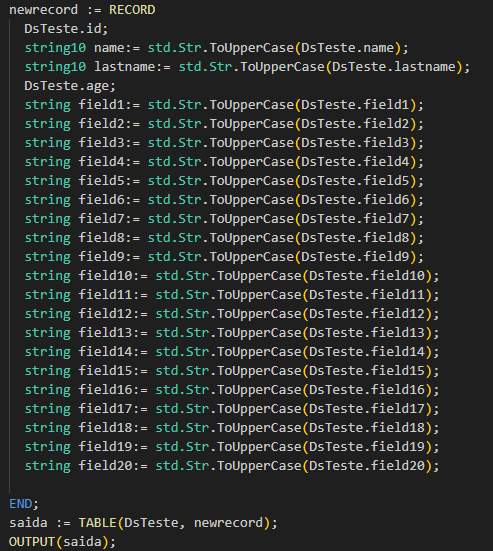 newrecord := RECORD
DsTeste.id;
string10 name:= std.Str.ToUpperCase(DsTeste.name);
string10 lastname:= std.Str.ToUpperCase(DsTeste.lastname);
DsTeste.age;
string field1:= std.Str.ToUpperCase(DsTeste.field1);
string field2:= std.Str.ToUpperCase(DsTeste.field2);
string field3:= std.Str.ToUpperCase(DsTeste.field3);
string field4:= std.Str.ToUpperCase(DsTeste.field4);
string field5:= std.Str.ToUpperCase(DsTeste.field5);
string field6:= std.Str.ToUpperCase(DsTeste.field6);
string field7:= std.Str.ToUpperCase(DsTeste.field7);
string field8:= std.Str.ToUpperCase(DsTeste.field8);
string field9:= std.Str.ToUpperCase(DsTeste.field9);
string field10:= std.Str.ToUpperCase(DsTeste.field10);
string field11:= std.Str.ToUpperCase(DsTeste.field11);
string field12:= std.Str.ToUpperCase(DsTeste.field12);
string field13:= std.Str.ToUpperCase(DsTeste.field13);
string field14:= std.Str.ToUpperCase(DsTeste.field14);
string field15:= std.Str.ToUpperCase(DsTeste.field15);
string field16:= std.Str.ToUpperCase(DsTeste.field16);
string field17:= std.Str.ToUpperCase(DsTeste.field17);
string field18:= std.Str.ToUpperCase(DsTeste.field18);
string field19:= std.Str.ToUpperCase(DsTeste.field19);
string field20:= std.Str.ToUpperCase(DsTeste.field20);
END;
saida := TABLE(DsTeste, newrecord);
OUTPUT(saida);